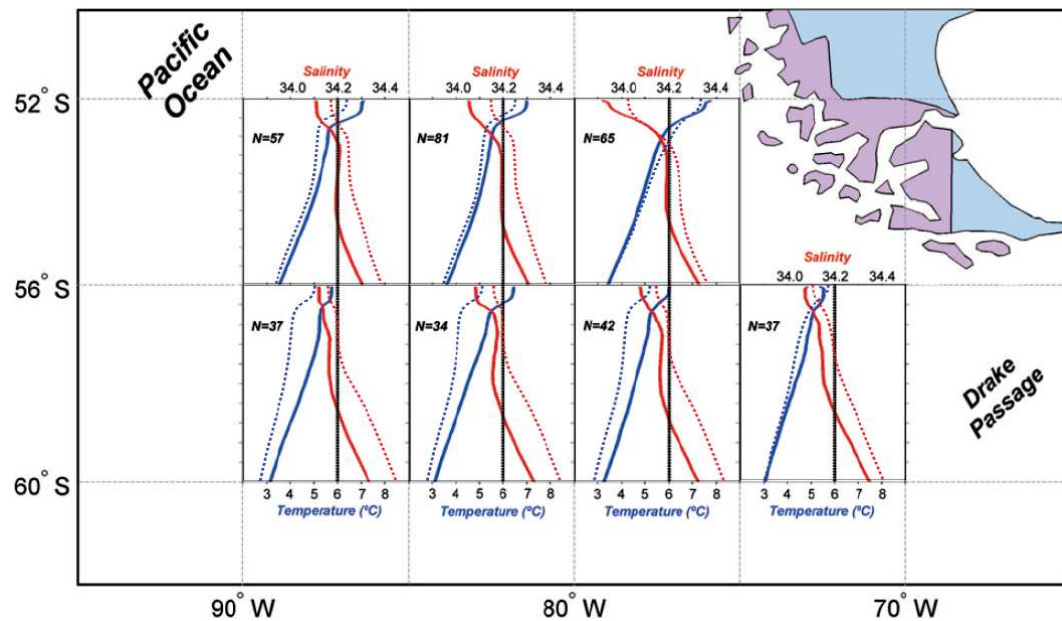 Pacific
Ocean
Salinity
34.0 34.2 34.4
Salinity
34.0 34.2 34.4
Salinity
34.0 34.2 34.4
52° S
N=57
N=81
N=65
Salinity
34.0 34.2 34.4
56° S
N=37
N=34
N=42
N=37
Drake
Passage
60° S
3 4 5 6 7 8
Temperature (ºC)
3 4 5 6 7 8
Temperature (ºC)
3 4 5 6 7 8
Temperature (ºC)
3 4 5 6 7 8
Temperature (ºC)
90° W
80° W
70° W